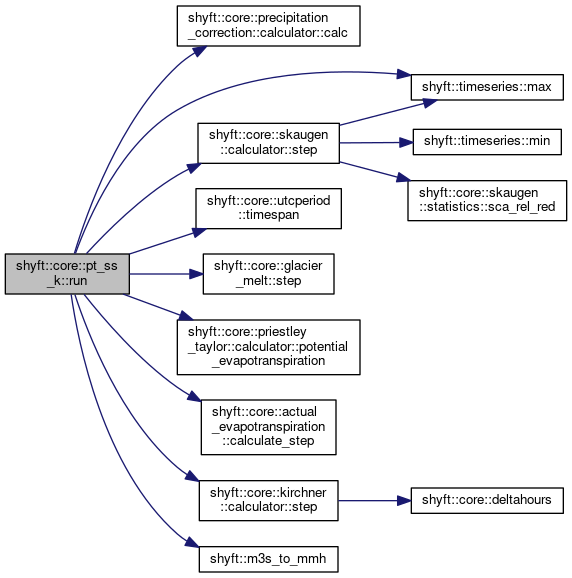 shyft::core::precipitation
_correction::calculator::calc
shyft::timeseries::max
shyft::core::skaugen
::calculator::step
shyft::timeseries::min
shyft::core::skaugen
::statistics::sca_rel_red
shyft::core::utcperiod
::timespan
shyft::core::pt_ss
_k::run
shyft::core::glacier
_melt::step
shyft::core::priestley
_taylor::calculator::potential
_evapotranspiration
shyft::core::actual
_evapotranspiration
::calculate_step
shyft::core::kirchner
::calculator::step
shyft::core::deltahours
shyft::m3s_to_mmh